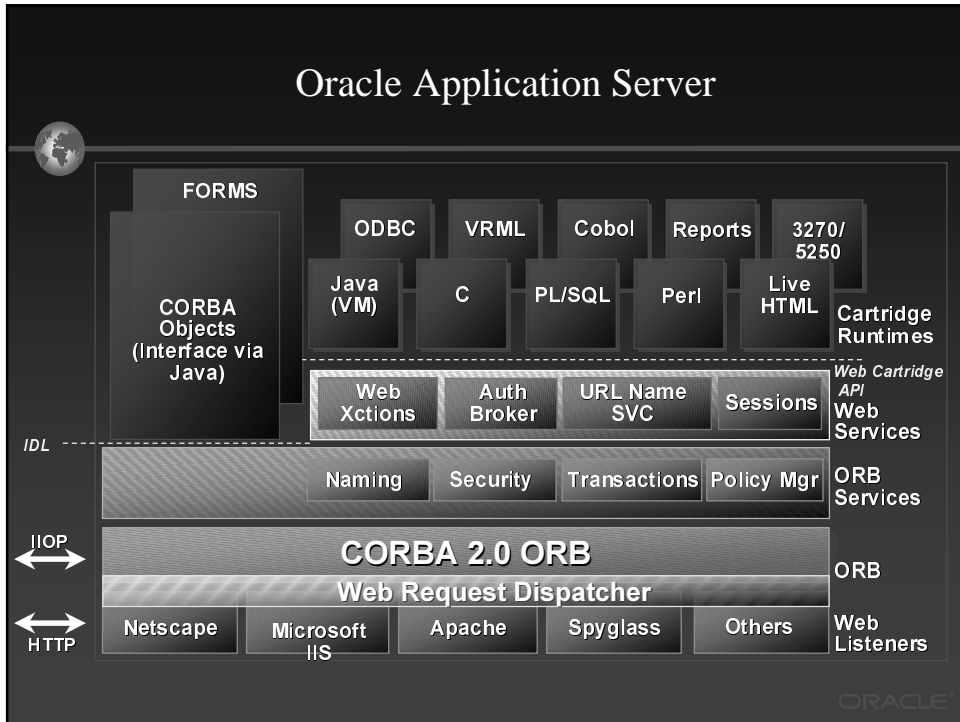 Oracle Application Server
FORMS
CORBA
Objects
(Interface via
Java)
ODBC
VRML
Cobol
Reports
3270/
5250
Java
(VM)
C
PL/SQL
Perl
Live
HTML
Cartridge
Runtimes
Web Cartridge
API
Web
Xctions
Auth
Broker
URL Name
SVC
Sessions
Web
Services
IDL
Naming
Security
Transactions
Policy Mgr
ORB
Services
IIOP
CORBA 2.0 ORB
Web Request Dispatcher
ORB
HTTP
Netscape
Microsoft
IIS
Apache
Spyglass
Others
Web
Listeners
ORACLE